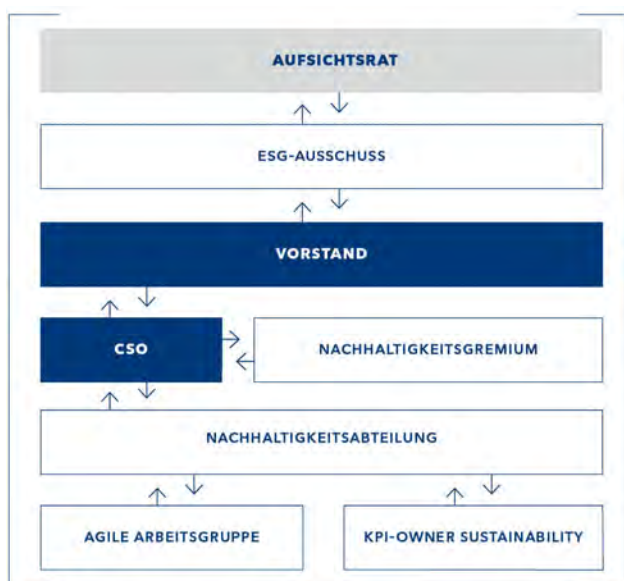 AUFSICHTSRAT
ESG-AUSSCHUSS
VORSTAND
CSO
NACHHALTIGKEITSGREMIUM
NACHHALTIGKEITSABTEILUNG
AGILE ARBEITSGRUPPE
KPI-OWNER SUSTAINABILITY